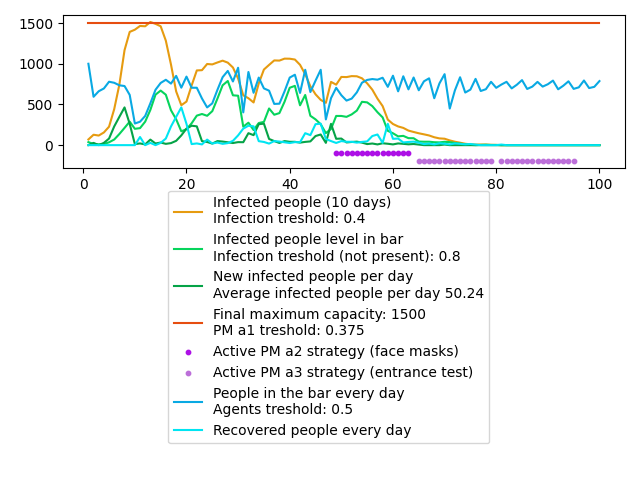 1500
1000
500
0
0
20
40
60
80
100
Infected people (10 days)
Infection treshold: 0.4
Infected people level in bar
Infection treshold (not present): 0.8
New infected people per day
Average infected people per day 50.24
Final maximum capacity: 1500
PM a1 treshold: 0.375
Active PM a2 strategy (face masks)
Active PM a3 strategy (entrance test)
People in the bar every day
Agents treshold: 0.5
Recovered people every day